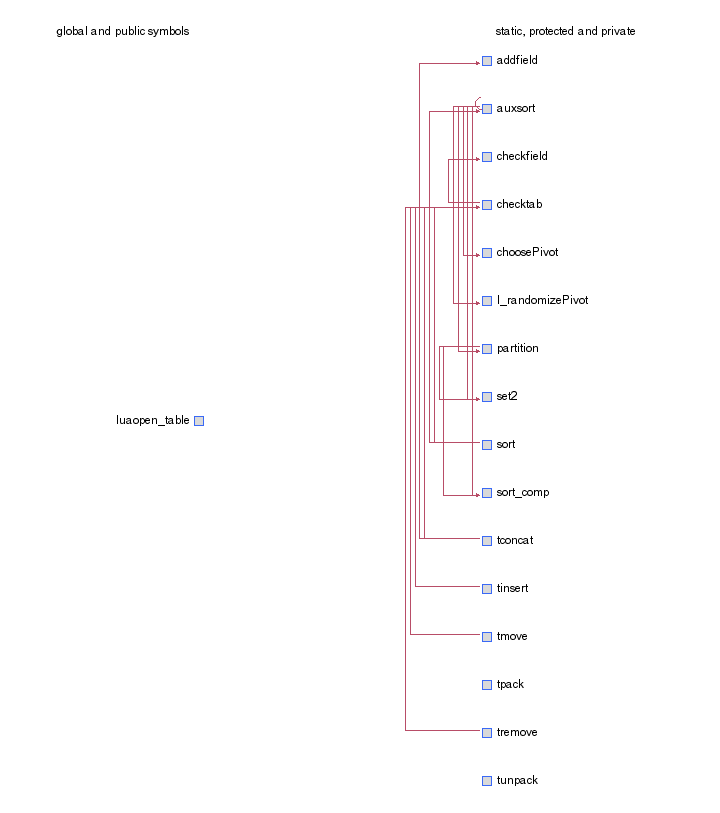 global and public symbols
static, protected and private
addfield
auxsort
checkfield
checktab
choosePivot
l_randomizePivot
partition
set2
luaopen_table
sort
sort_comp
tconcat
tinsert
tmove
tpack
tremove
tunpack